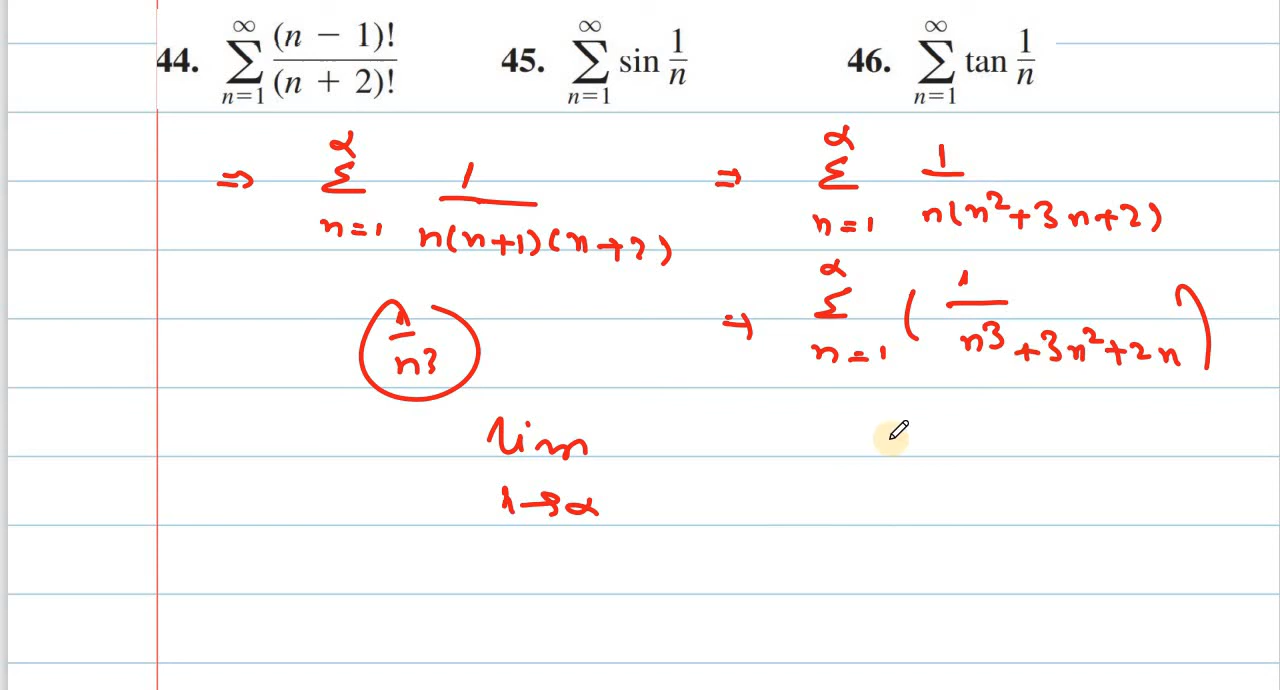 44. ∞∑n=1 (n − 1)!/(n + 2)! 45. ∞∑n=1 sin 1/n 46. ∞∑n=1 tan 1/n
⇒ α∑n=1 1/n(n+1)(n+2) ⇒ α∑n=1 1/n(n²+3n+2)
1/n3 ⇒ α∑n=1 (1/n3+3n²+2n)
lim
n→α